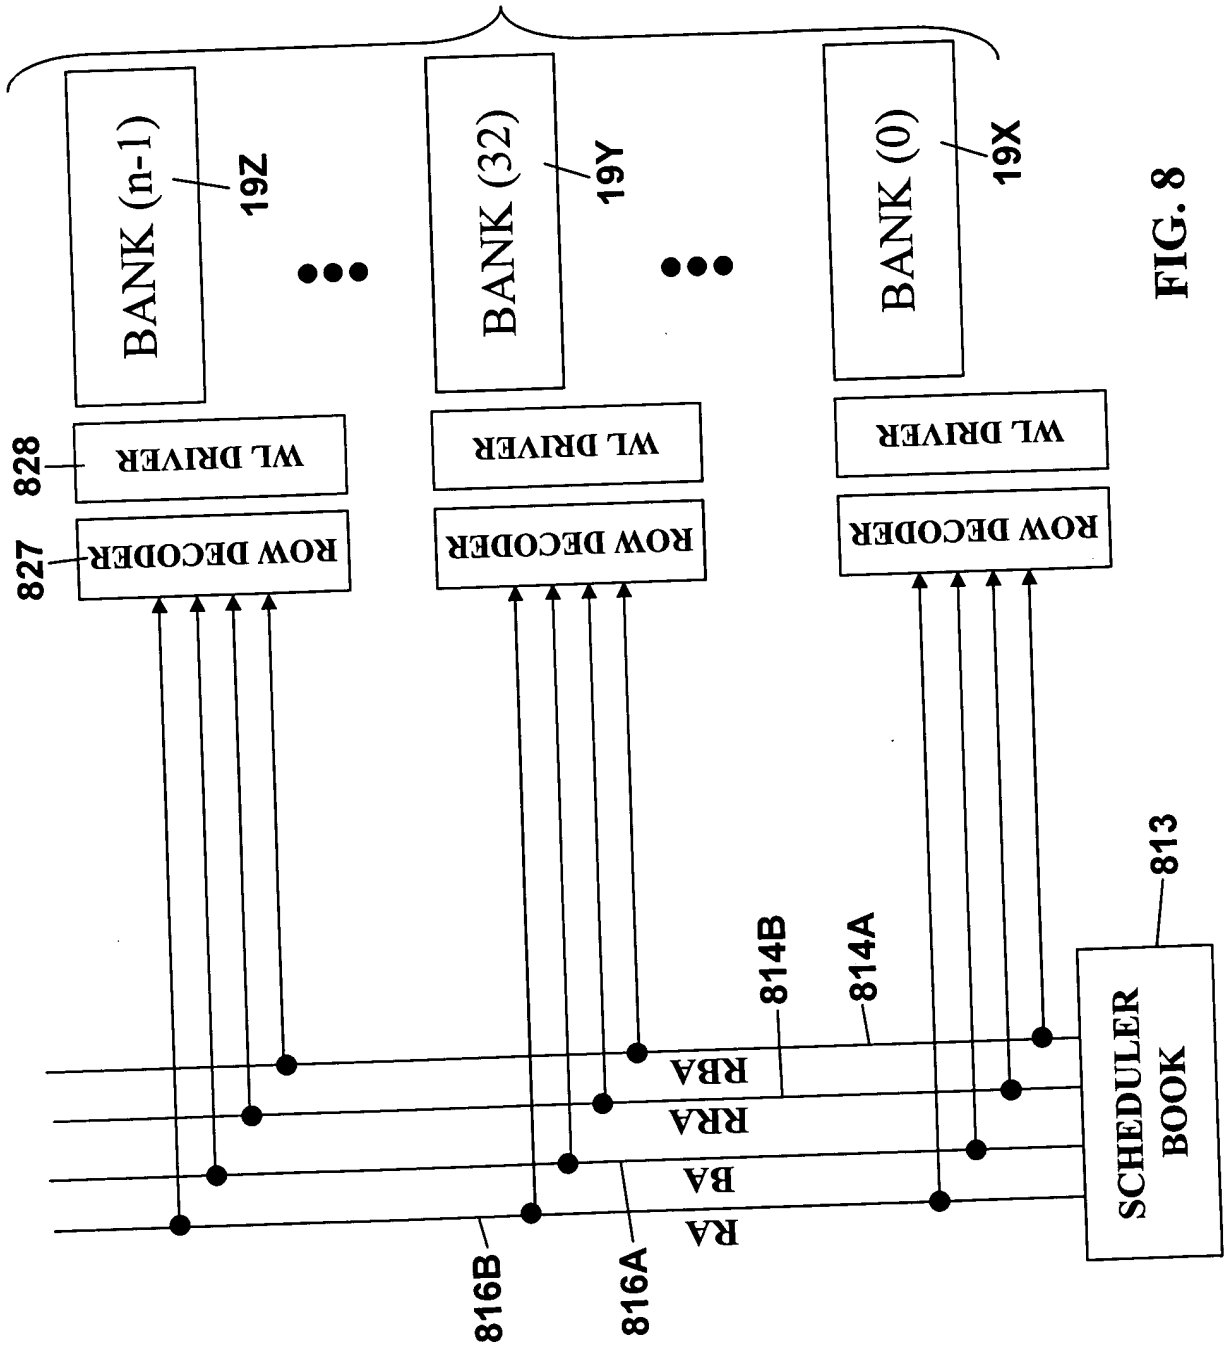 BANK (n-1)
19Z
BANK (32)
19Y
BANK (0)
19X
828
WL DRIVER
WL DRIVER
WL DRIVER
827
ROW DECODER
ROW DECODER
ROW DECODER
814B
814A
813
RBA
RRA
BA
RA
816B
816A
SCHEDULER
BOOK
FIG. 8